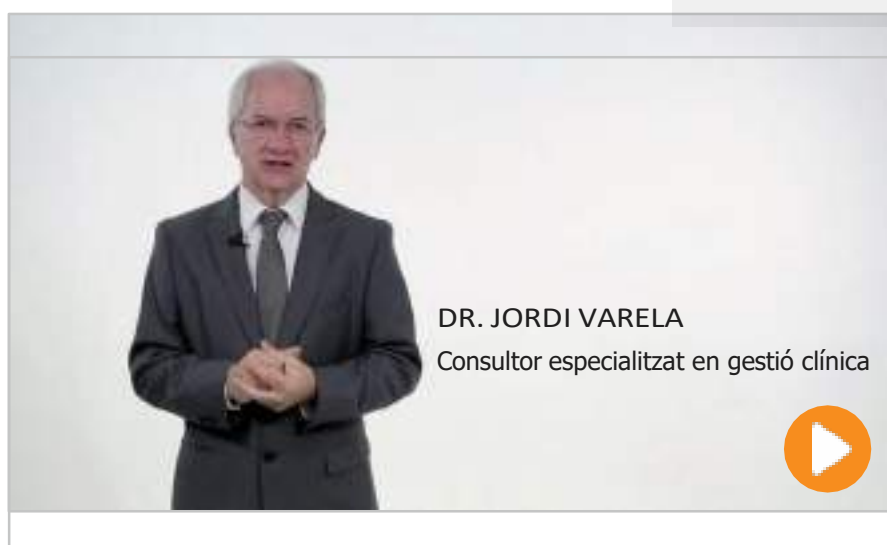 DR. JORDI VARELA
Consultor especialitzat en gestió clínica